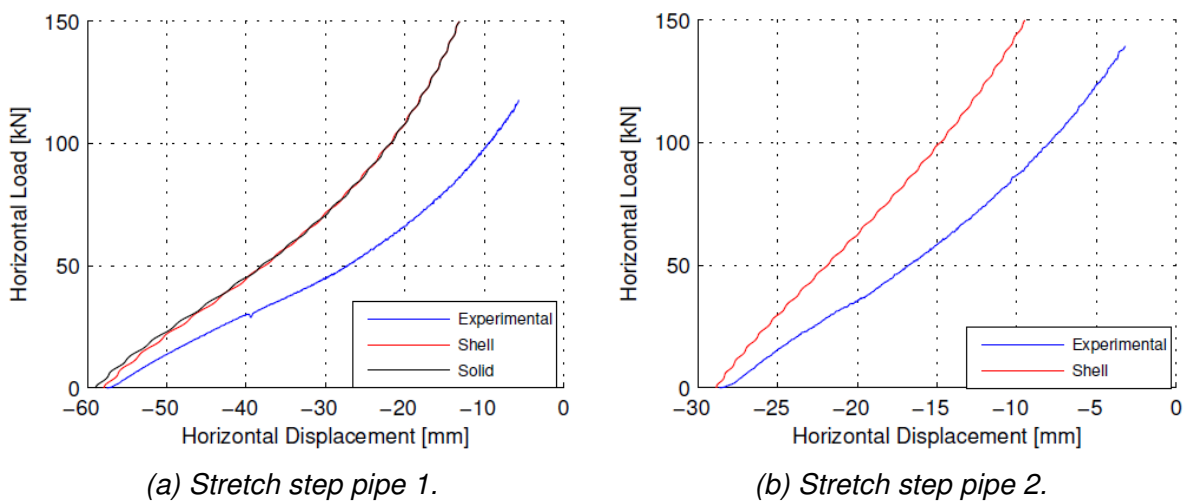 150
100
50
0
Horizontal Load [kN]
Experimental
Shell
Solid
−60 −50 −40 −30 −20 −10 0
Horizontal Displacement [mm]
(a) Stretch step pipe 1.
150
100
50
0
Horizontal Load [kN]
Experimental
Shell
−30 −25 −20 −15 −10 −5 0
Horizontal Displacement [mm]
(b) Stretch step pipe 2.